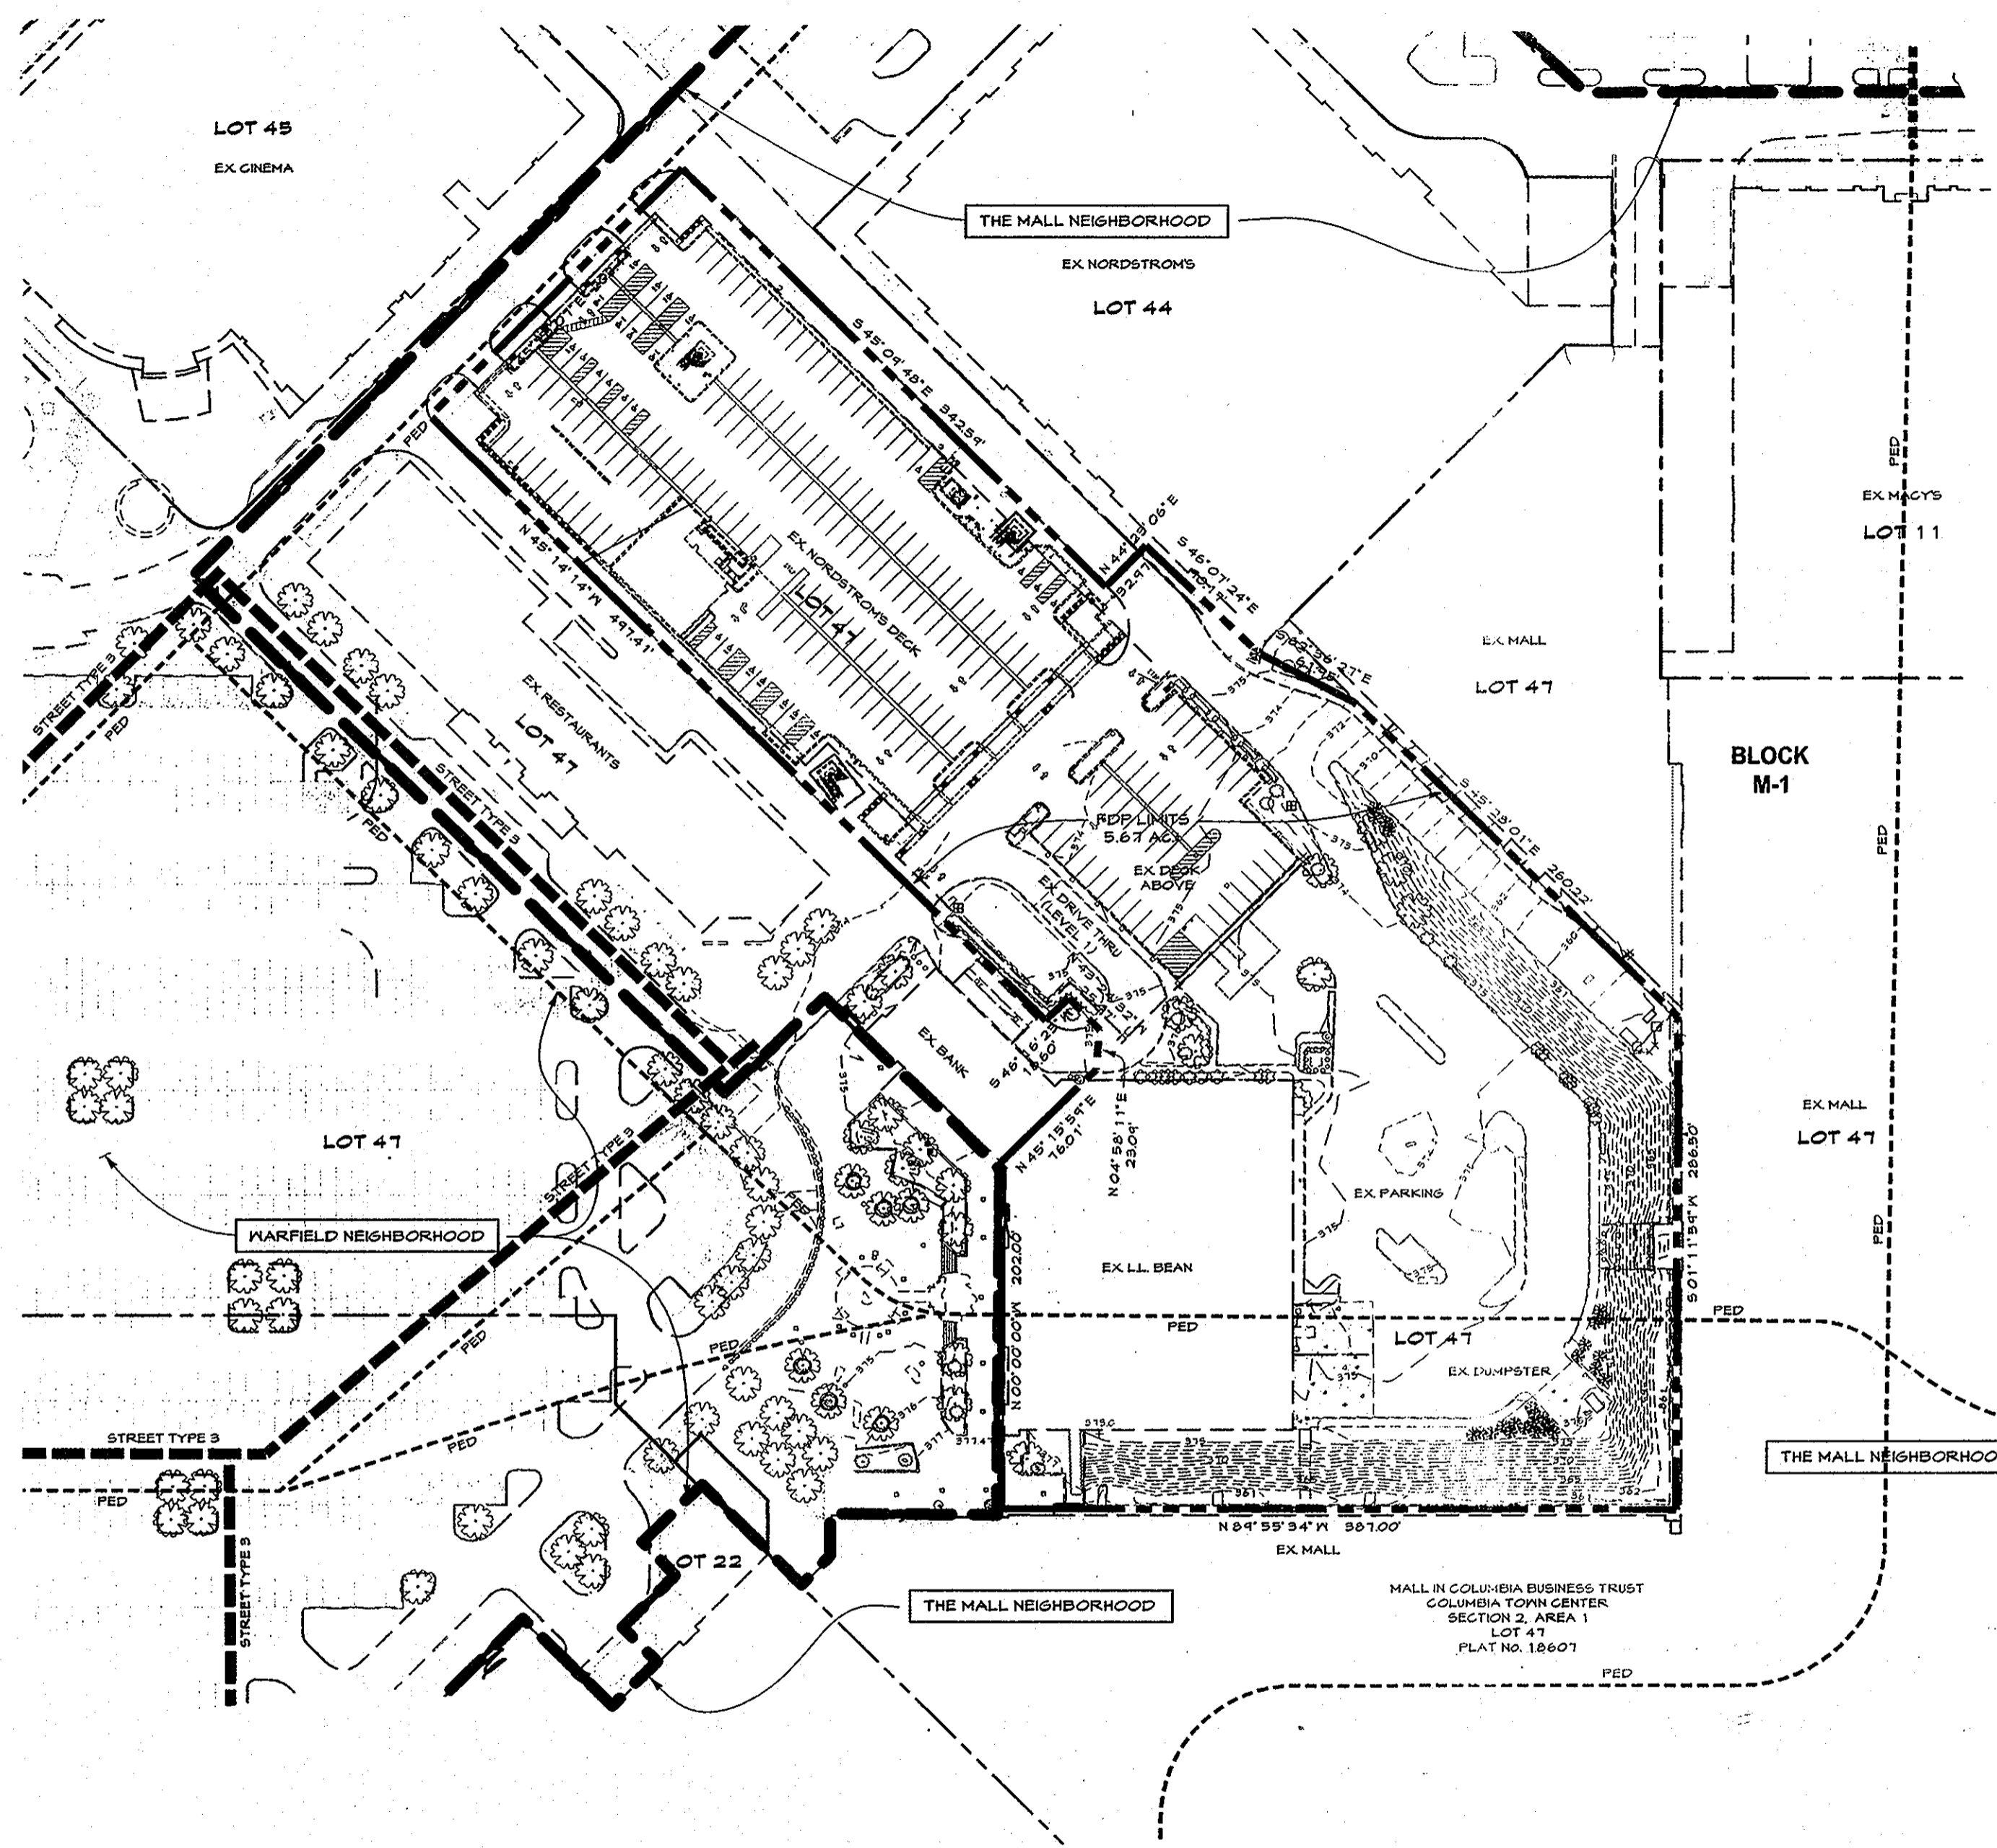 LOT 45
EX. CINEMA
THE MALL NEIGHBORHOOD
EX. NORDSTROM'S
LOT 44
S 45° 09' 48" E 342.59'
PED
PED
EX. MACY'S
LOT 11
N 45° 14' 14" W 497.41'
EX. NORDSTROM'S DECK
LOT 47
S 46° 07' 24" E
EX. MALL
LOT 47
BLOCK
M-1
STREET TYPE 3
PED
EX. RESTAURANTS
LOT 47
STREET TYPE 3
PED
FDP LIMITS
5.67 AC.
EX. DECK
ABOVE
EX. DRIVE THRU
(LEVEL 1)
S 45° 28' 01" E 260.22'
PED
EX. BANK
N 45° 15' 59" E
76.01'
N 04° 58' 11" E
23.09'
EX. MALL
LOT 47
LOT 47
STREET TYPE 3
PED
WARFIELD NEIGHBORHOOD
EX. PARKING
EX. L.L. BEAN
N 00° 00' 00" W 202.00'
S 01° 11' 59" W 286.50'
PED
PED
PED
PED
LOT 47
EX. DUMPSTER
PED
PED
STREET TYPE 3
PED
STREET TYPE 3
THE MALL NEIGHBORHOO
N 89° 55' 34" W 387.00'
EX. MALL
LOT 22
THE MALL NEIGHBORHOOD
MALL IN COLUMBIA BUSINESS TRUST
COLUMBIA TOWN CENTER
SECTION 2, AREA 1
LOT 47
PLAT No. 18607
PED